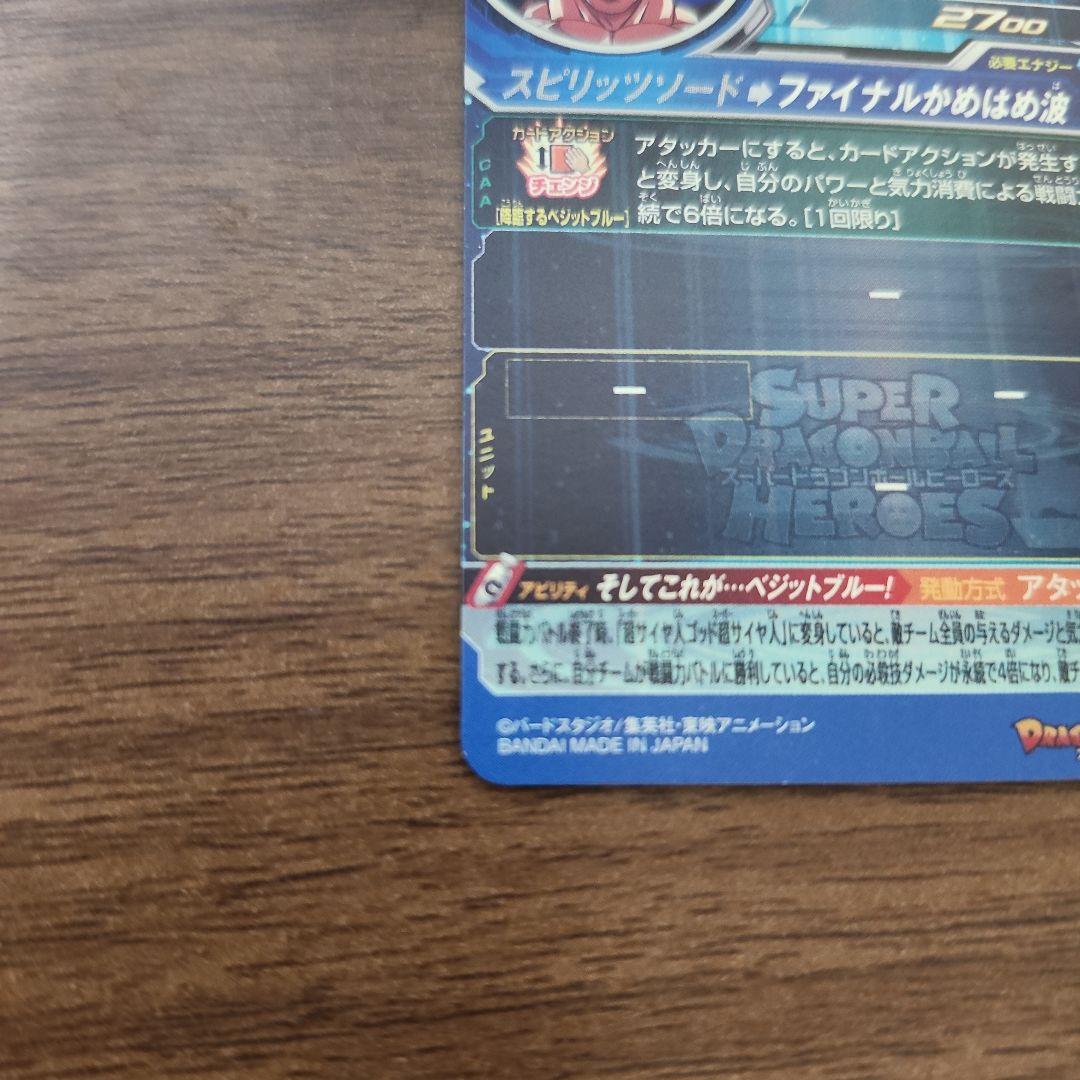 2700
必要エナジー
スピリッツソード➡ファイナルかめはめ波
CAA
カードアクション
チェンジ
[降臨するベジットブルー]
アタッカーにすると、カードアクションが発生す
と変身し、自分のパワーと気力消費による戦闘
続で6倍になる。[1回限り]
-
-
-
ユニット
SUPER
DRAGONBALL
スーパードラゴンボールヒーローズ
HEROES
-
C
アビリティ そしてこれが…ベジットブルー! 発動方式 アタッ
戦闘力バトル終了時、「超サイヤ人ゴッド超サイヤ人」に変身していると、敵チーム全員の与えるダメージと気
する。さらに、自分チームが戦闘力バトルに勝利していると、自分の必殺技ダメージが永続で4倍になり、敵チ
©バードスタジオ/集英社・東映アニメーション
BANDAI MADE IN JAPAN